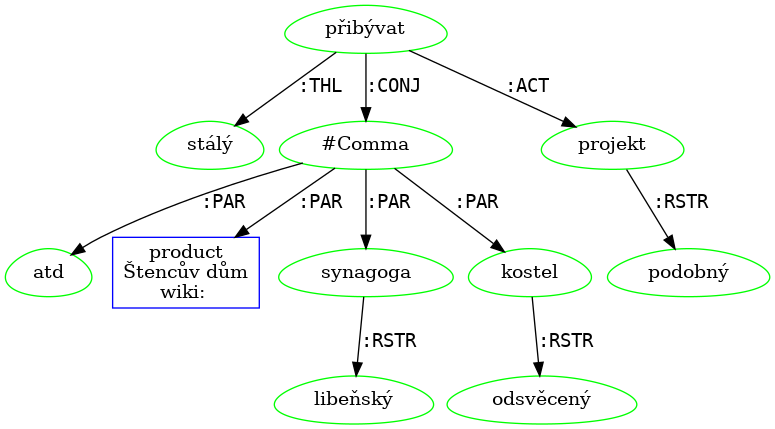 přibývat
:THL
:CONJ
:ACT
stálý
#Comma
projekt
:PAR
:PAR
:PAR
:PAR
:RSTR
atd
product
Štencův dům
wiki:
synagoga
kostel
podobný
:RSTR
:RSTR
libeňský
odsvěcený